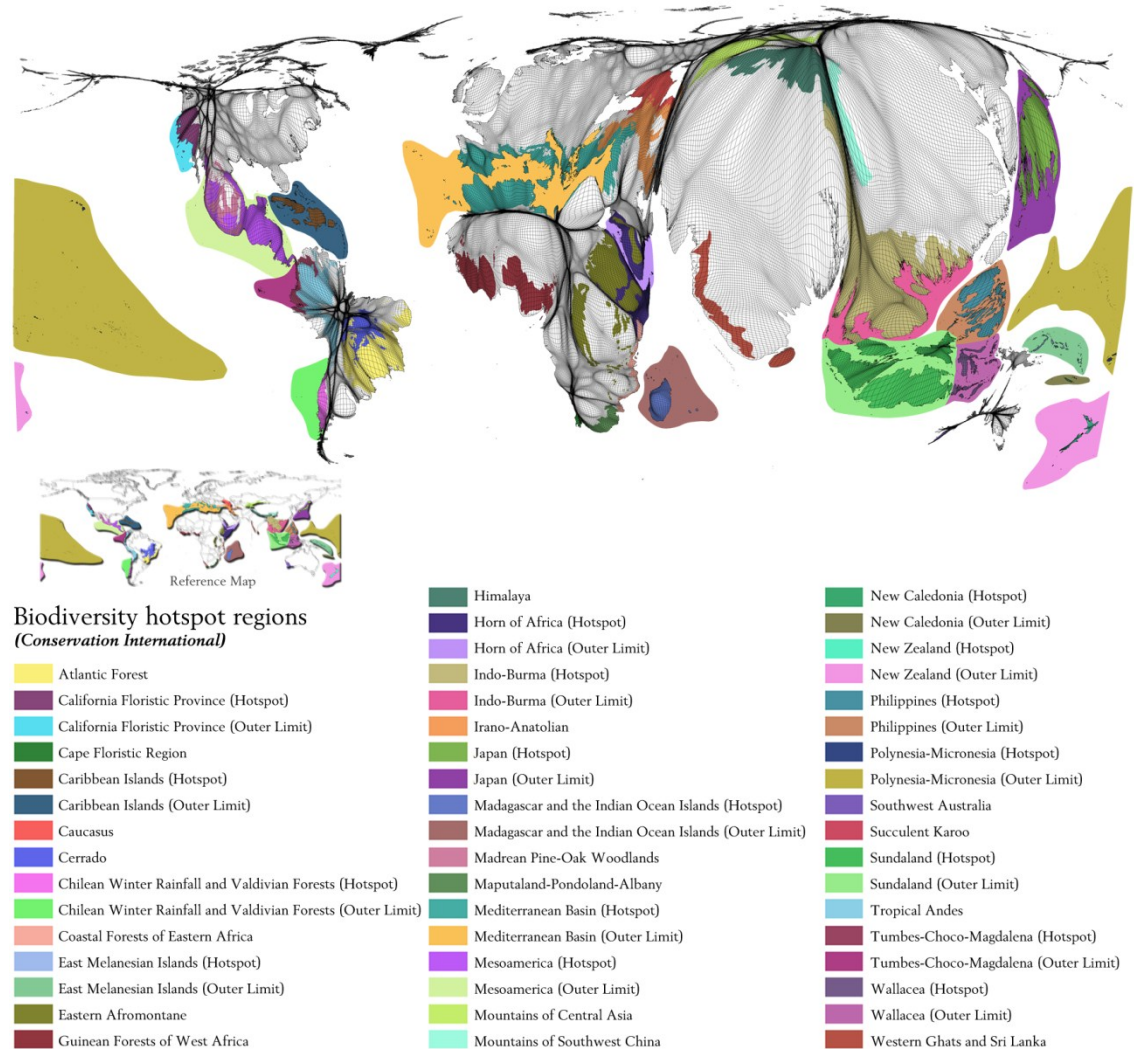 Reference Map
Biodiversity hotspot regions
(Conservation International)
Atlantic Forest
California Floristic Province (Hotspot)
California Floristic Province (Outer Limit)
Cape Floristic Region
Caribbean Islands (Hotspot)
Caribbean Islands (Outer Limit)
Caucasus
Cerrado
Chilean Winter Rainfall and Valdivian Forests (Hotspot)
Chilean Winter Rainfall and Valdivian Forests (Outer Limit)
Coastal Forests of Eastern Africa
East Melanesian Islands (Hotspot)
East Melanesian Islands (Outer Limit)
Eastern Afromontane
Guinean Forests of West Africa
Himalaya
Horn of Africa (Hotspot)
Horn of Africa (Outer Limit)
Indo-Burma (Hotspot)
Indo-Burma (Outer Limit)
Irano-Anatolian
Japan (Hotspot)
Japan (Outer Limit)
Madagascar and the Indian Ocean Islands (Hotspot)
Madagascar and the Indian Ocean Islands (Outer Limit)
Madrean Pine-Oak Woodlands
Maputaland-Pondoland-Albany
Mediterranean Basin (Hotspot)
Mediterranean Basin (Outer Limit)
Mesoamerica (Hotspot)
Mesoamerica (Outer Limit)
Mountains of Central Asia
Mountains of Southwest China
New Caledonia (Hotspot)
New Caledonia (Outer Limit)
New Zealand (Hotspot)
New Zealand (Outer Limit)
Philippines (Hotspot)
Philippines (Outer Limit)
Polynesia-Micronesia (Hotspot)
Polynesia-Micronesia (Outer Limit)
Southwest Australia
Succulent Karoo
Sundaland (Hotspot)
Sundaland (Outer Limit)
Tropical Andes
Tumbes-Choco-Magdalena (Hotspot)
Tumbes-Choco-Magdalena (Outer Limit)
Wallacea (Hotspot)
Wallacea (Outer Limit)
Western Ghats and Sri Lanka